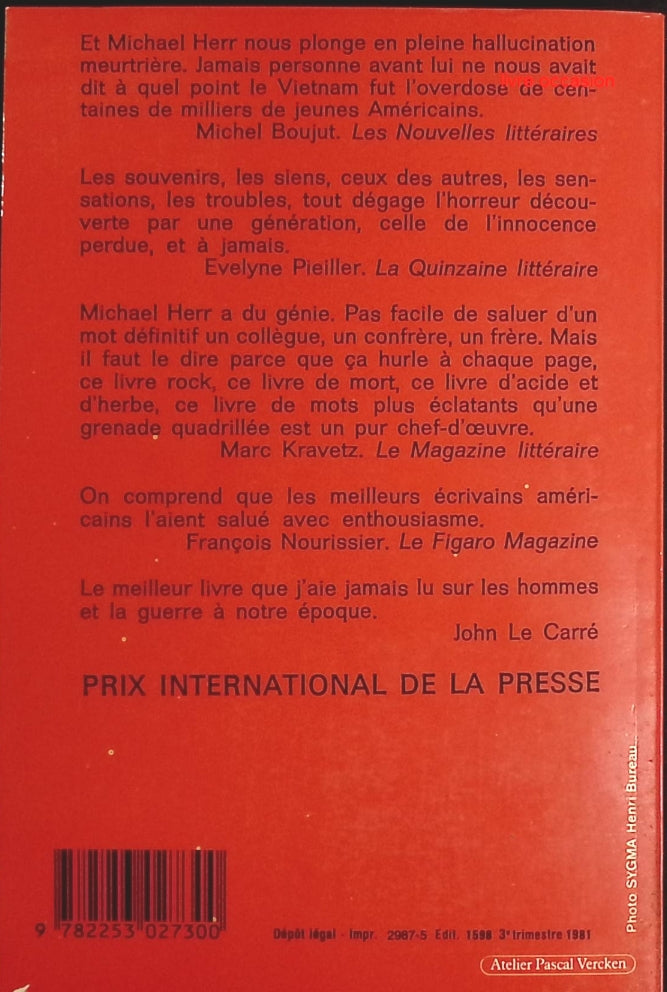 Et Michael Herr nous plonge en pleine hallucination
meurtrière. Jamais personne avant lui ne nous avait
dit à quel point le Vietnam fut l'overdose de cen-
taines de milliers de jeunes Américains.
Michel Boujut. Les Nouvelles littéraires
Les souvenirs, les siens, ceux des autres, les sen-
sations, les troubles, tout dégage l'horreur décou-
verte par une génération, celle de l'innocence
perdue, et à jamais.
Evelyne Pieiller. La Quinzaine littéraire
Michael Herr a du génie. Pas facile de saluer d'un
mot définitif un collègue, un confrère, un frère. Mais
il faut le dire parce que ça hurle à chaque page,
ce livre rock, ce livre de mort, ce livre d'acide et
d'herbe, ce livre de mots plus éclatants qu'une
grenade quadrillée est un pur chef-d'œuvre.
Marc Kravetz. Le Magazine littéraire
On comprend que les meilleurs écrivains améri-
cains l'aient salué avec enthousiasme.
François Nourissier. Le Figaro Magazine
Le meilleur livre que j'aie jamais lu sur les hommes
et la guerre à notre époque.
John Le Carré
PRIX INTERNATIONAL DE LA PRESSE
Photo SYGMA Henri Bureau
9 782253 027300
Dépôt légal - Impr. 2987-5 Edit. 1598 3e trimestre 1981
Atelier Pascal Vercken